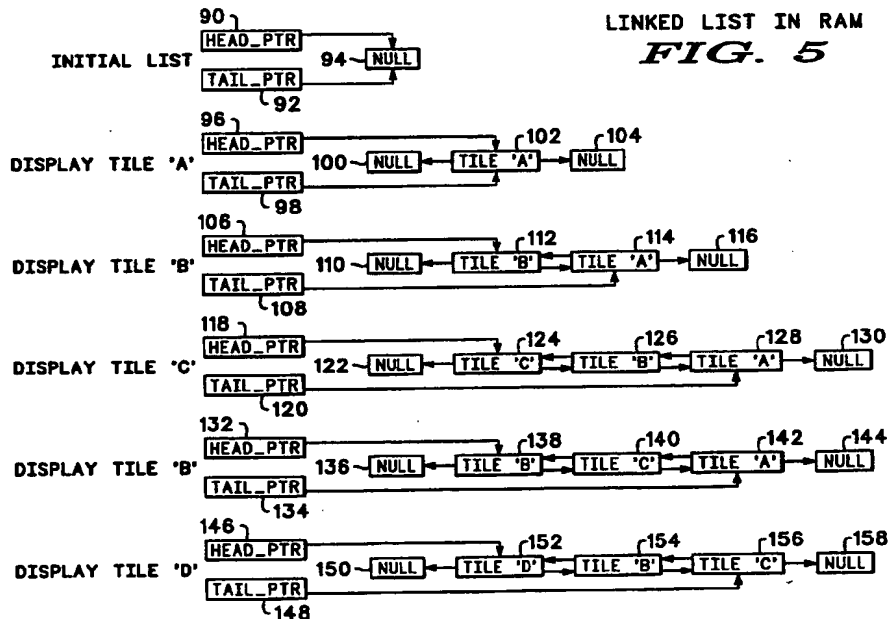 LINKED LIST IN RAM
FIG. 5
90
HEAD_PTR
INITIAL LIST
94
NULL
TAIL_PTR
92
96
HEAD_PTR
102
104
DISPLAY TILE 'A'
100
NULL
TILE 'A'
NULL
TAIL_PTR
98
106
HEAD_PTR
112
114
116
DISPLAY TILE 'B'
110
NULL
TILE 'B'
TILE 'A'
NULL
TAIL_PTR
108
118
HEAD_PTR
124
126
128
130
DISPLAY TILE 'C'
122
NULL
TILE 'C'
TILE 'B'
TILE 'A'
NULL
TAIL_PTR
120
132
HEAD_PTR
138
140
142
144
DISPLAY TILE 'B'
136
NULL
TILE 'B'
TILE 'C'
TILE 'A'
NULL
TAIL_PTR
134
146
HEAD_PTR
152
154
156
158
DISPLAY TILE 'D'
150
NULL
TILE 'D'
TILE 'B'
TILE 'C'
NULL
TAIL_PTR
148